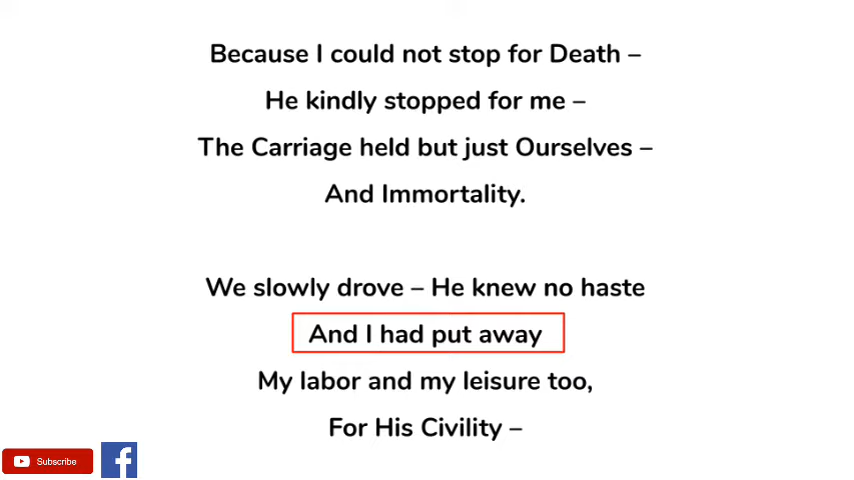 Because I could not stop for Death –
He kindly stopped for me –
The Carriage held but just Ourselves –
And Immortality.
We slowly drove – He knew no haste
And I had put away
My labor and my leisure too,
For His Civility –
Subscribe
f